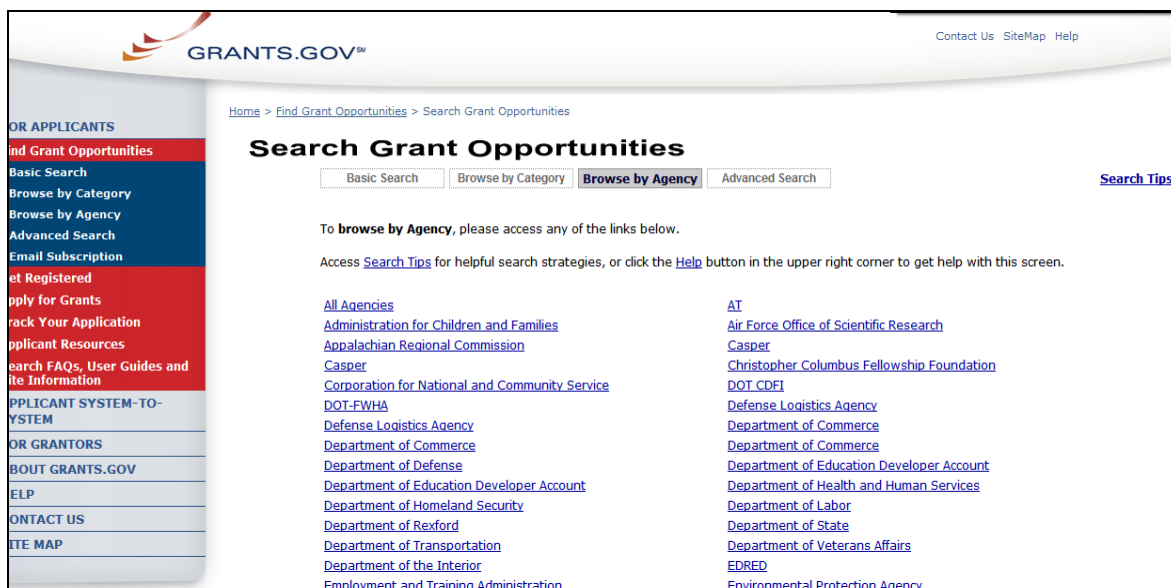 GRANTS.GOV℠
Contact Us SiteMap Help
Home > Find Grant Opportunities > Search Grant Opportunities
OR APPLICANTS
ind Grant Opportunities
Basic Search
Browse by Category
Browse by Agency
Advanced Search
Email Subscription
et Registered
pply for Grants
rack Your Application
pplicant Resources
earch FAQs, User Guides and
ite Information
PPLICANT SYSTEM-TO-
YSTEM
OR GRANTORS
BOUT GRANTS.GOV
ELP
ONTACT US
ITE MAP
Search Grant Opportunities
Basic Search Browse by Category Browse by Agency Advanced Search
Search Tips
To browse by Agency, please access any of the links below.
Access Search Tips for helpful search strategies, or click the Help button in the upper right corner to get help with this screen.
All Agencies
Administration for Children and Families
Appalachian Regional Commission
Casper
Corporation for National and Community Service
DOT-FWHA
Defense Logistics Agency
Department of Commerce
Department of Defense
Department of Education Developer Account
Department of Homeland Security
Department of Rexford
Department of Transportation
Department of the Interior
Employment and Training Administration
AT
Air Force Office of Scientific Research
Casper
Christopher Columbus Fellowship Foundation
DOT CDFI
Defense Logistics Agency
Department of Commerce
Department of Commerce
Department of Education Developer Account
Department of Health and Human Services
Department of Labor
Department of State
Department of Veterans Affairs
EDRED
Environmental Protection Agency